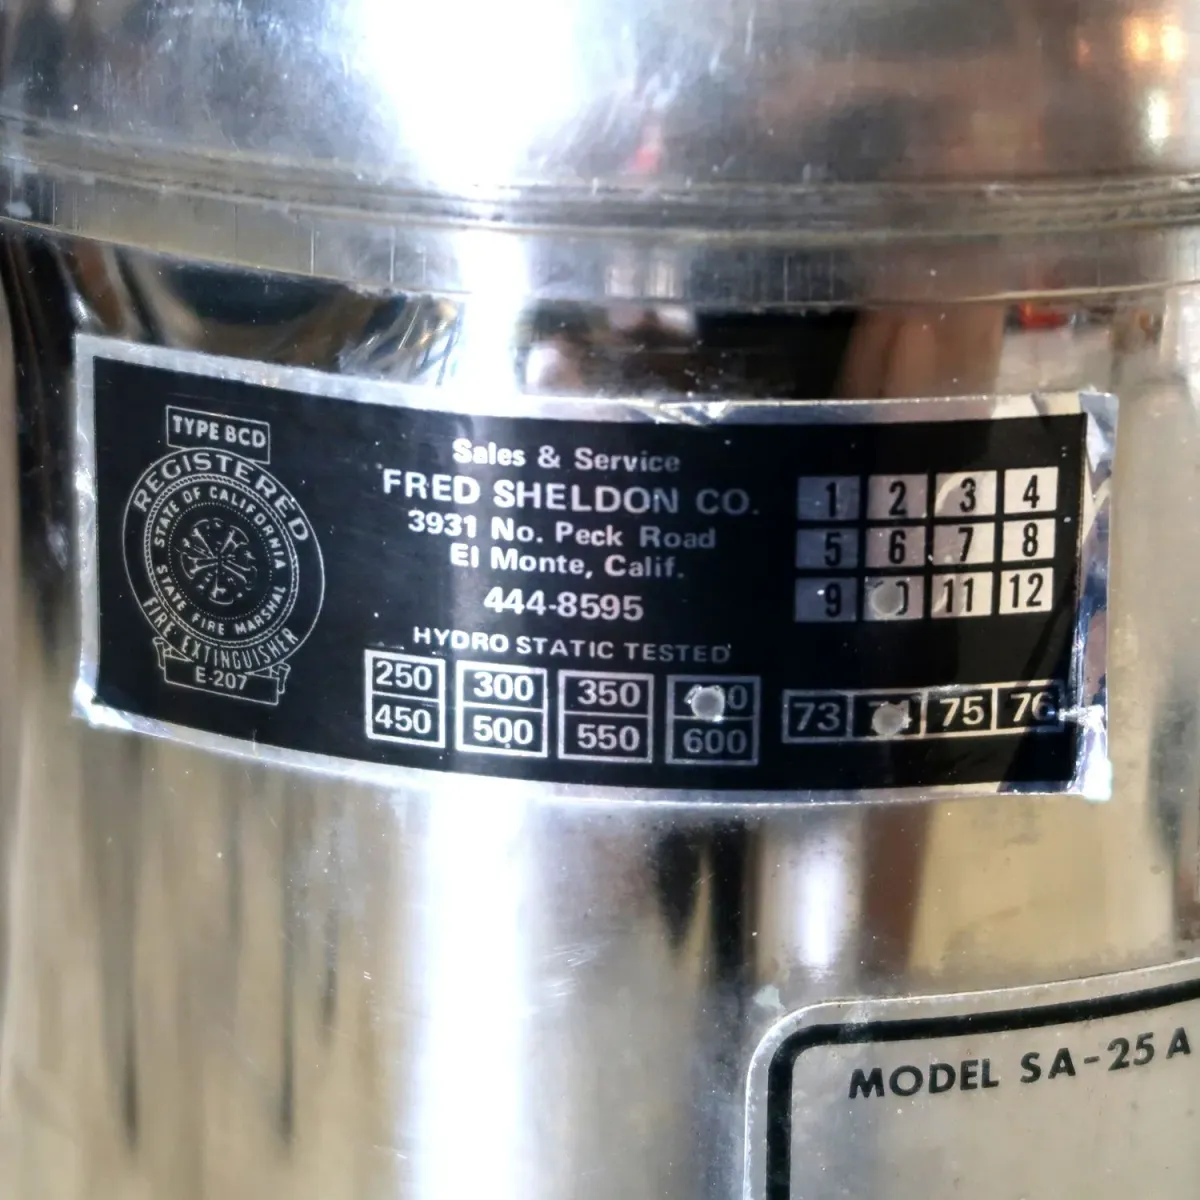 TYPE BCD
REGISTERED
STATE OF CALIFORNIA
STATE FIRE MARSHAL
FIRE EXTINGUISHER
E-207
Sales & Service
FRED SHELDON CO.
3931 No. Peck Road
El Monte, Calif.
444-8595
HYDRO STATIC TESTED
250 300 350
450 500 550 600
1 2 3 4
5 6 7 8
9 11 12
73 75 76
MODEL SA-25A